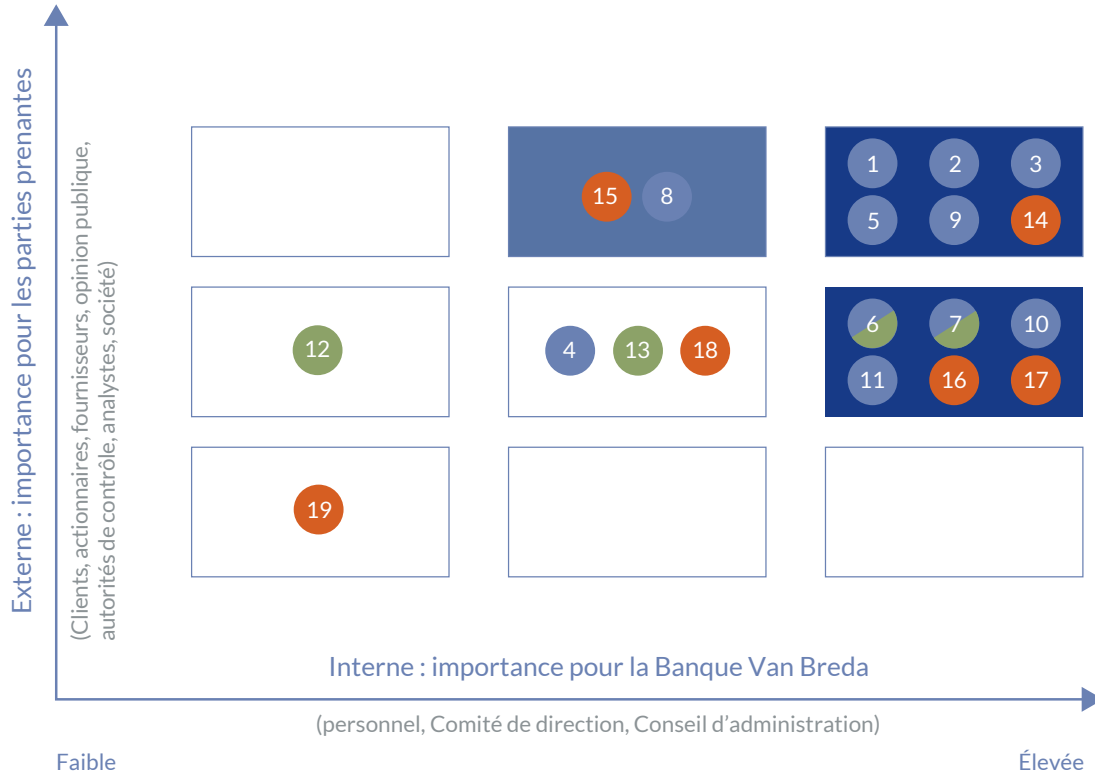 Externe : importance pour les parties prenantes
(Clients, actionnaires, fournisseurs, opinion publique,
autorités de contrôle, analystes, société)
15 8
1 2 3
5 9 14
12
4 13 18
6 7 10
11 16 17
19
Interne : importance pour la Banque Van Breda
(personnel, Comité de direction, Conseil d'administration)
Faible
Élevée